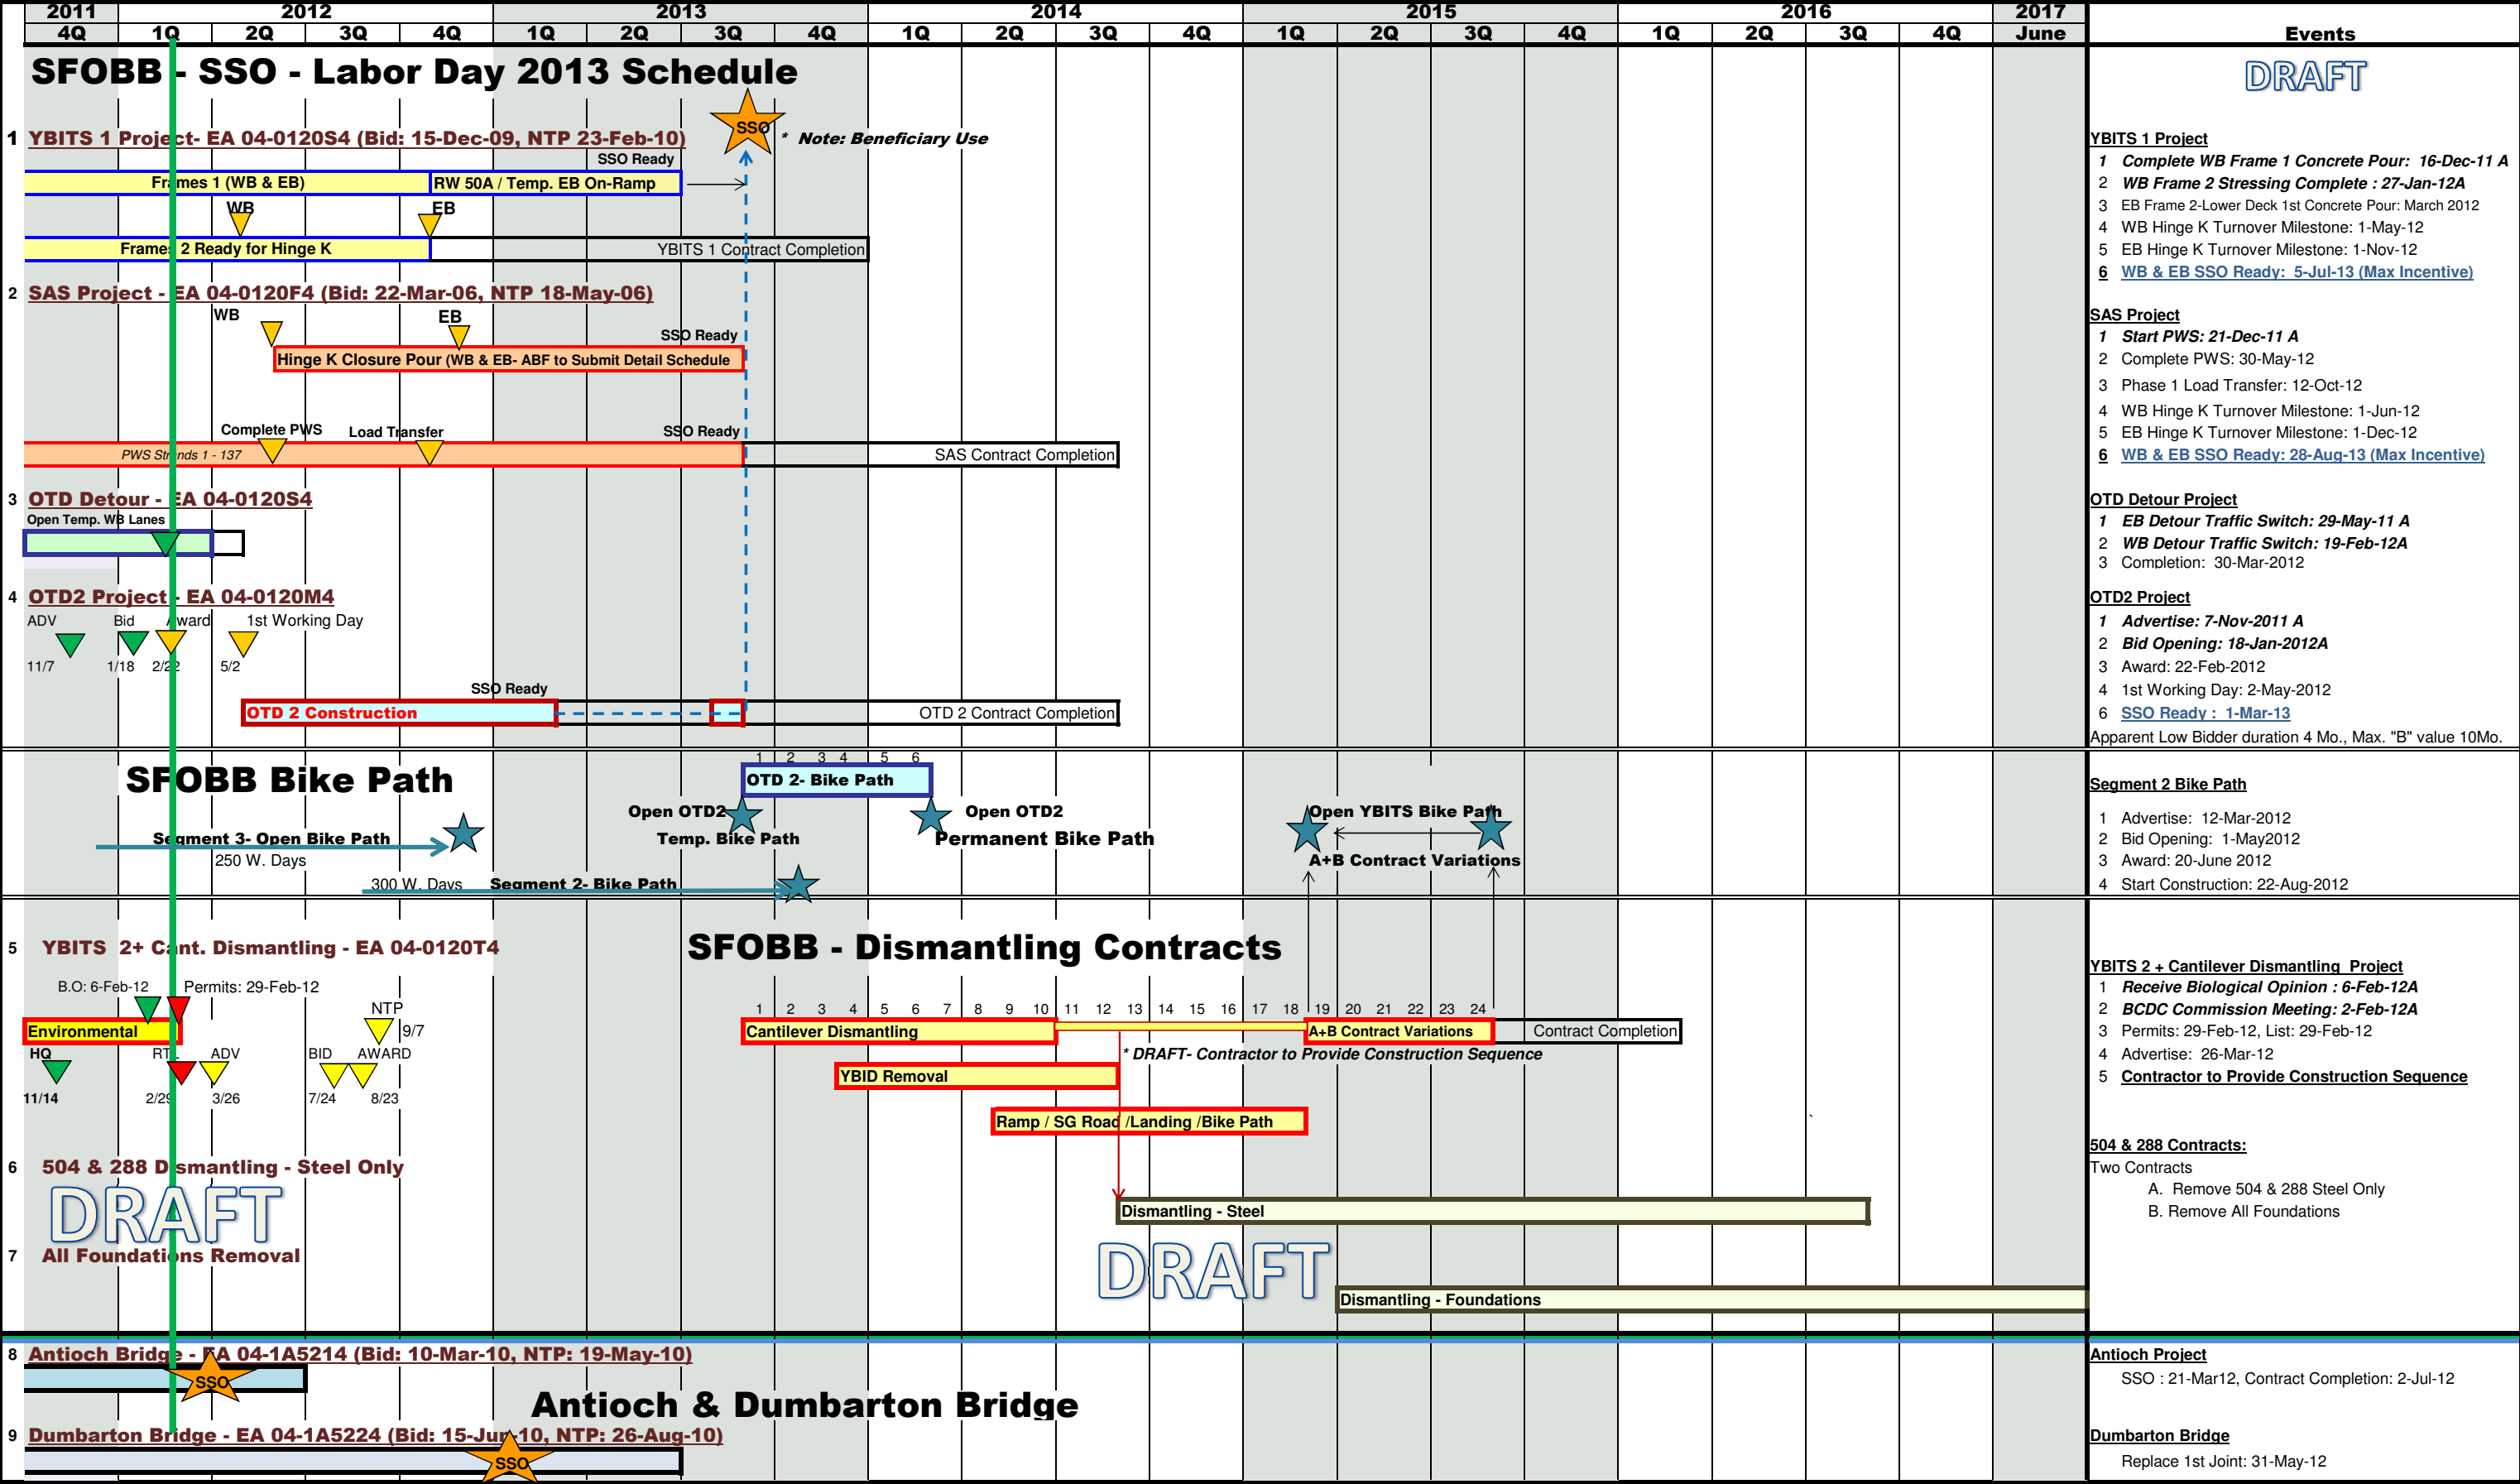 2011 2012 2013 2014 2015 2016 2017
4Q 1Q 2Q 3Q 4Q 1Q 2Q 3Q 4Q 1Q 2Q 3Q 4Q 1Q 2Q 3Q 4Q 1Q 2Q 3Q 4Q June Events
SFOBB - SSO - Labor Day 2013 Schedule
DRAFT
SSO
1 YBITS 1 Project- EA 04-0120S4 (Bid: 15-Dec-09, NTP 23-Feb-10)
* Note: Beneficiary Use
SSO Ready
Frames 1 (WB & EB) RW 50A / Temp. EB On-Ramp
WB EB
Frames 2 Ready for Hinge K YBITS 1 Contract Completion
YBITS 1 Project
1 Complete WB Frame 1 Concrete Pour: 16-Dec-11 A
2 WB Frame 2 Stressing Complete : 27-Jan-12A
3 EB Frame 2-Lower Deck 1st Concrete Pour: March 2012
4 WB Hinge K Turnover Milestone: 1-May-12
5 EB Hinge K Turnover Milestone: 1-Nov-12
6 WB & EB SSO Ready: 5-Jul-13 (Max Incentive)
2 SAS Project - EA 04-0120F4 (Bid: 22-Mar-06, NTP 18-May-06)
WB EB
SSO Ready
Hinge K Closure Pour (WB & EB- ABF to Submit Detail Schedule
Complete PWS Load Transfer SSO Ready
PWS Strands 1 - 137 SAS Contract Completion
SAS Project
1 Start PWS: 21-Dec-11 A
2 Complete PWS: 30-May-12
3 Phase 1 Load Transfer: 12-Oct-12
4 WB Hinge K Turnover Milestone: 1-Jun-12
5 EB Hinge K Turnover Milestone: 1-Dec-12
6 WB & EB SSO Ready: 28-Aug-13 (Max Incentive)
3 OTD Detour - EA 04-0120S4
Open Temp. WB Lanes
OTD Detour Project
1 EB Detour Traffic Switch: 29-May-11 A
2 WB Detour Traffic Switch: 19-Feb-12A
3 Completion: 30-Mar-2012
4 OTD2 Project - EA 04-0120M4
ADV Bid Award 1st Working Day
11/7 1/18 2/22 5/2
SSO Ready
OTD 2 Construction OTD 2 Contract Completion
OTD2 Project
1 Advertise: 7-Nov-2011 A
2 Bid Opening: 18-Jan-2012A
3 Award: 22-Feb-2012
4 1st Working Day: 2-May-2012
6 SSO Ready : 1-Mar-13
Apparent Low Bidder duration 4 Mo., Max. "B" value 10Mo.
SFOBB Bike Path
1 2 3 4 5 6
OTD 2- Bike Path
Open OTD2 Open OTD2 Open YBITS Bike Path
Segment 3- Open Bike Path Temp. Bike Path Permanent Bike Path
250 W. Days A+B Contract Variations
300 W. Days Segment 2- Bike Path
Segment 2 Bike Path
1 Advertise: 12-Mar-2012
2 Bid Opening: 1-May2012
3 Award: 20-June 2012
4 Start Construction: 22-Aug-2012
5 YBITS 2+ Cant. Dismantling - EA 04-0120T4
SFOBB - Dismantling Contracts
B.O: 6-Feb-12 Permits: 29-Feb-12
NTP
1 2 3 4 5 6 7 8 9 10 11 12 13 14 15 16 17 18 19 20 21 22 23 24
Environmental 9/7 Cantilever Dismantling A+B Contract Variations Contract Completion
HQ RTL ADV BID AWARD
* DRAFT- Contractor to Provide Construction Sequence
YBID Removal
11/14 2/29 3/26 7/24 8/23
Ramp / SG Road /Landing /Bike Path
`
YBITS 2 + Cantilever Dismantling Project
1 Receive Biological Opinion : 6-Feb-12A
2 BCDC Commission Meeting: 2-Feb-12A
3 Permits: 29-Feb-12, List: 29-Feb-12
4 Advertise: 26-Mar-12
5 Contractor to Provide Construction Sequence
6 504 & 288 Dismantling - Steel Only
DRAFT
Dismantling - Steel
504 & 288 Contracts:
Two Contracts
A. Remove 504 & 288 Steel Only
B. Remove All Foundations
7 All Foundations Removal
DRAFT
Dismantling - Foundations
8 Antioch Bridge - EA 04-1A5214 (Bid: 10-Mar-10, NTP: 19-May-10)
SSO
Antioch & Dumbarton Bridge
9 Dumbarton Bridge - EA 04-1A5224 (Bid: 15-Jun-10, NTP: 26-Aug-10)
SSO
Antioch Project
SSO : 21-Mar12, Contract Completion: 2-Jul-12
Dumbarton Bridge
Replace 1st Joint: 31-May-12